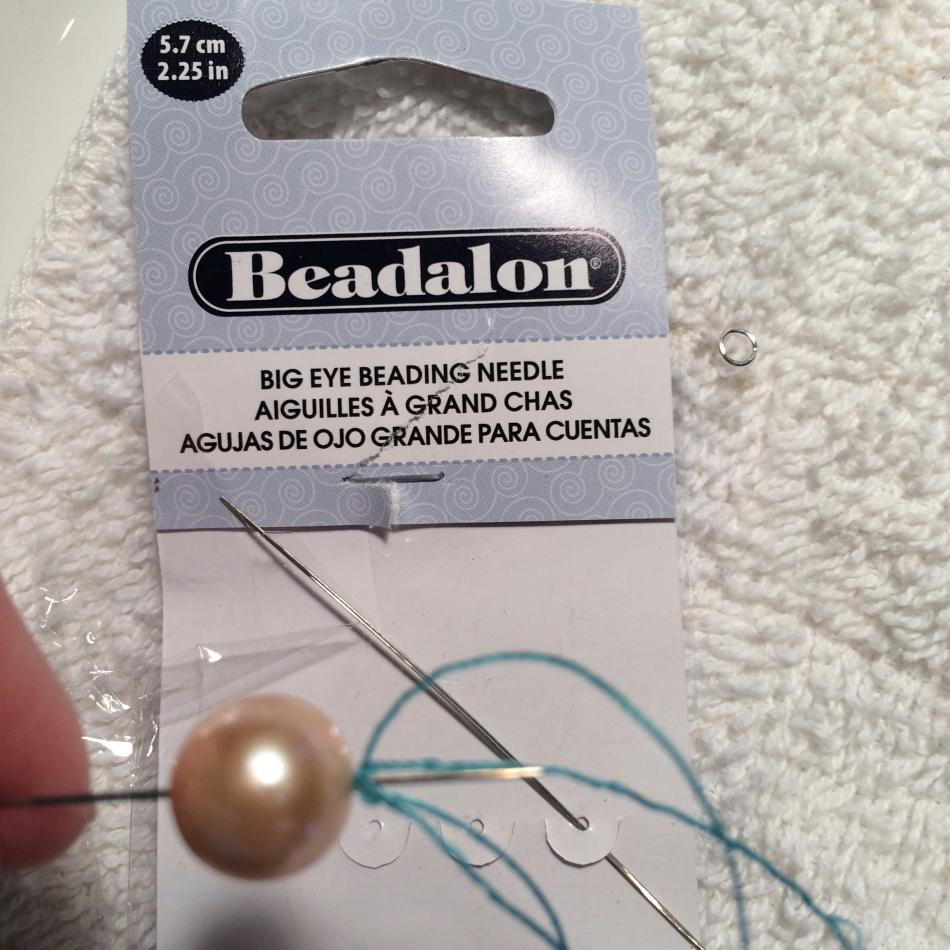 5.7 cm
2.25 in
Beadalon®
BIG EYE BEADING NEEDLE
AIGUILLES À GRAND CHAS
AGUJAS DE OJO GRANDE PARA CUENTAS